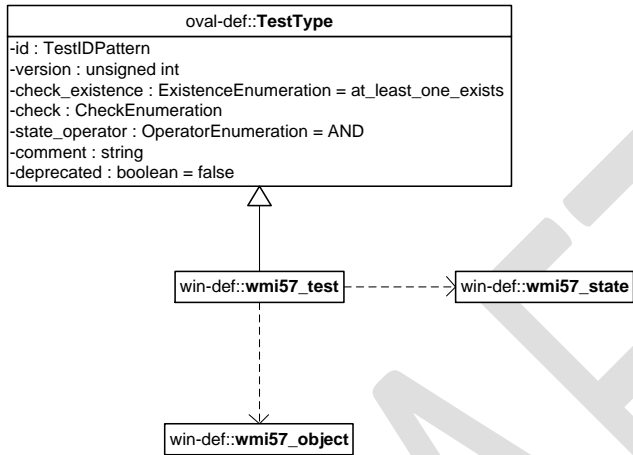 oval-def::TestType
-id : TestIDPattern
-version : unsigned int
-check_existence : ExistenceEnumeration = at_least_one_exists
-check : CheckEnumeration
-state_operator : OperatorEnumeration = AND
-comment : string
-deprecated : boolean = false
win-def::wmi57_test
win-def::wmi57_state
win-def::wmi57_object